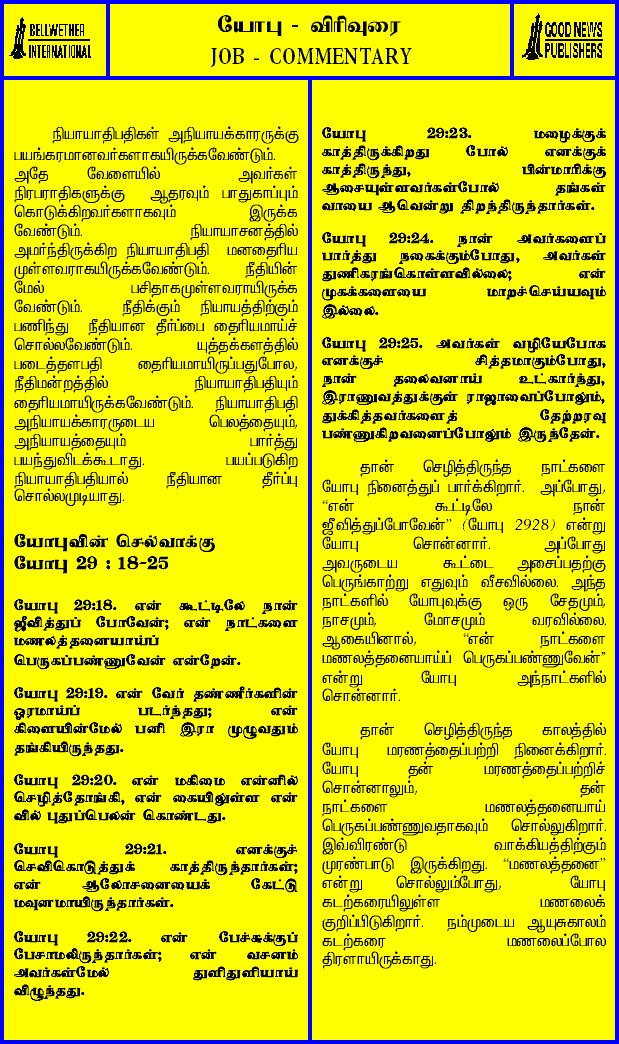 BELLWETHER
INTERNATIONAL
யோபு - விரிவுரை
JOB - COMMENTARY
GOOD NEWS
PUBLISHERS
நியாயாதிபதிகள் அநியாயக்காரருக்கு
பயங்கரமானவர்களாகயிருக்கவேண்டும்.
அதே வேளையில் அவர்கள்
நிரபராதிகளுக்கு ஆதரவும் பாதுகாப்பும்
கொடுக்கிறவர்களாகவும் இருக்க
வேண்டும். நியாயாசனத்தில்
அமர்ந்திருக்கிற நியாயாதிபதி மனதைரிய
முள்ளவராகயிருக்கவேண்டும். நீதியின்
மேல் பசிதாகமுள்ளவராயிருக்க
வேண்டும். நீதிக்கும் நியாயத்திற்கும்
பணிந்து நீதியான தீர்ப்பை தைரியமாய்ச்
சொல்லவேண்டும். யுத்தக்களத்தில்
படைத்தளபதி தைரியமாயிருப்பதுபோல,
நீதிமன்றத்தில் நியாயாதிபதியும்
தைரியமாயிருக்கவேண்டும். நியாயாதிபதி
அநியாயக்காரருடைய பெலத்தையும்,
அநியாயத்தையும் பார்த்து
பயந்துவிடக்கூடாது. பயப்படுகிற
நியாயாதிபதியால் நீதியான தீர்ப்பு
சொல்லமுடியாது.
யோபுவின் செல்வாக்கு
யோபு 29 : 18-25
யோபு 29:18. என் கூட்டிலே நான்
ஜீவித்துப் போவேன்; என் நாட்களை
மணலத்தனையாய்ப்
பெருகப்பண்ணுவேன் என்றேன்.
யோபு 29:19. என் வேர் தண்ணீர்களின்
ஓரமாய்ப் படர்ந்தது; என்
கிளையின்மேல் பனி இரா முழுவதும்
தங்கியிருந்தது.
யோபு 29:20. என் மகிமை என்னில்
செழித்தோங்கி, என் கையிலுள்ள என்
வில் புதுப்பெலன் கொண்டது.
யோபு 29:21. எனக்குச்
செவிகொடுத்துக் காத்திருந்தார்கள்;
என் ஆலோசனையைக் கேட்டு
மவுனமாயிருந்தார்கள்.
யோபு 29:22. என் பேச்சுக்குப்
பேசாமலிருந்தார்கள்; என் வசனம்
அவர்கள்மேல் துளிதுளியாய்
விழுந்தது.
யோபு 29:23. மழைக்குக்
காத்திருக்கிறது போல் எனக்குக்
காத்திருந்து, பின்மாரிக்கு
ஆசையுள்ளவர்கள்போல் தங்கள்
வாயை ஆவென்று திறந்திருந்தார்கள்.
யோபு 29:24. நான் அவர்களைப்
பார்த்து நகைக்கும்போது, அவர்கள்
துணிகரங்கொள்ளவில்லை; என்
முகக்களையை மாறச்செய்யவும்
இல்லை.
யோபு 29:25. அவர்கள் வழியேபோக
எனக்குச் சித்தமாகும்போது,
நான் தலைவனாய் உட்கார்ந்து,
இராணுவத்துக்குள் ராஜாவைப்போலும்,
துக்கித்தவர்களைத் தேற்றரவு
பண்ணுகிறவனைப்போலும் இருந்தேன்.
தான் செழித்திருந்த நாட்களை
யோபு நினைத்துப் பார்க்கிறார். அப்போது,
“என் கூட்டிலே நான்
ஜீவித்துப்போவேன்” (யோபு 2928) என்று
யோபு சொன்னார். அப்போது
அவருடைய கூட்டை அசைப்பதற்கு
பெருங்காற்று எதுவும் வீசவில்லை. அந்த
நாட்களில் யோபுவுக்கு ஒரு சேதமும்,
நாசமும், மோசமும் வரவில்லை.
ஆகையினால், “என் நாட்களை
மணலத்தனையாய்ப் பெருகப்பண்ணுவேன்”
என்று யோபு அந்நாட்களில்
சொன்னார்.
தான் செழித்திருந்த காலத்தில்
யோபு மரணத்தைப்பற்றி நினைக்கிறார்.
யோபு தன் மரணத்தைப்பற்றிச்
சொன்னாலும், தன்
நாட்களை மணலத்தனையாய்
பெருகப்பண்ணுவதாகவும் சொல்லுகிறார்.
இவ்விரண்டு வாக்கியத்திற்கும்
முரண்பாடு இருக்கிறது. “மணலத்தனை”
என்று சொல்லும்போது, யோபு
கடற்கரையிலுள்ள மணலைக்
குறிப்பிடுகிறார். நம்முடைய ஆயுசுகாலம்
கடற்கரை மணலைப்போல
திரளாயிருக்காது.